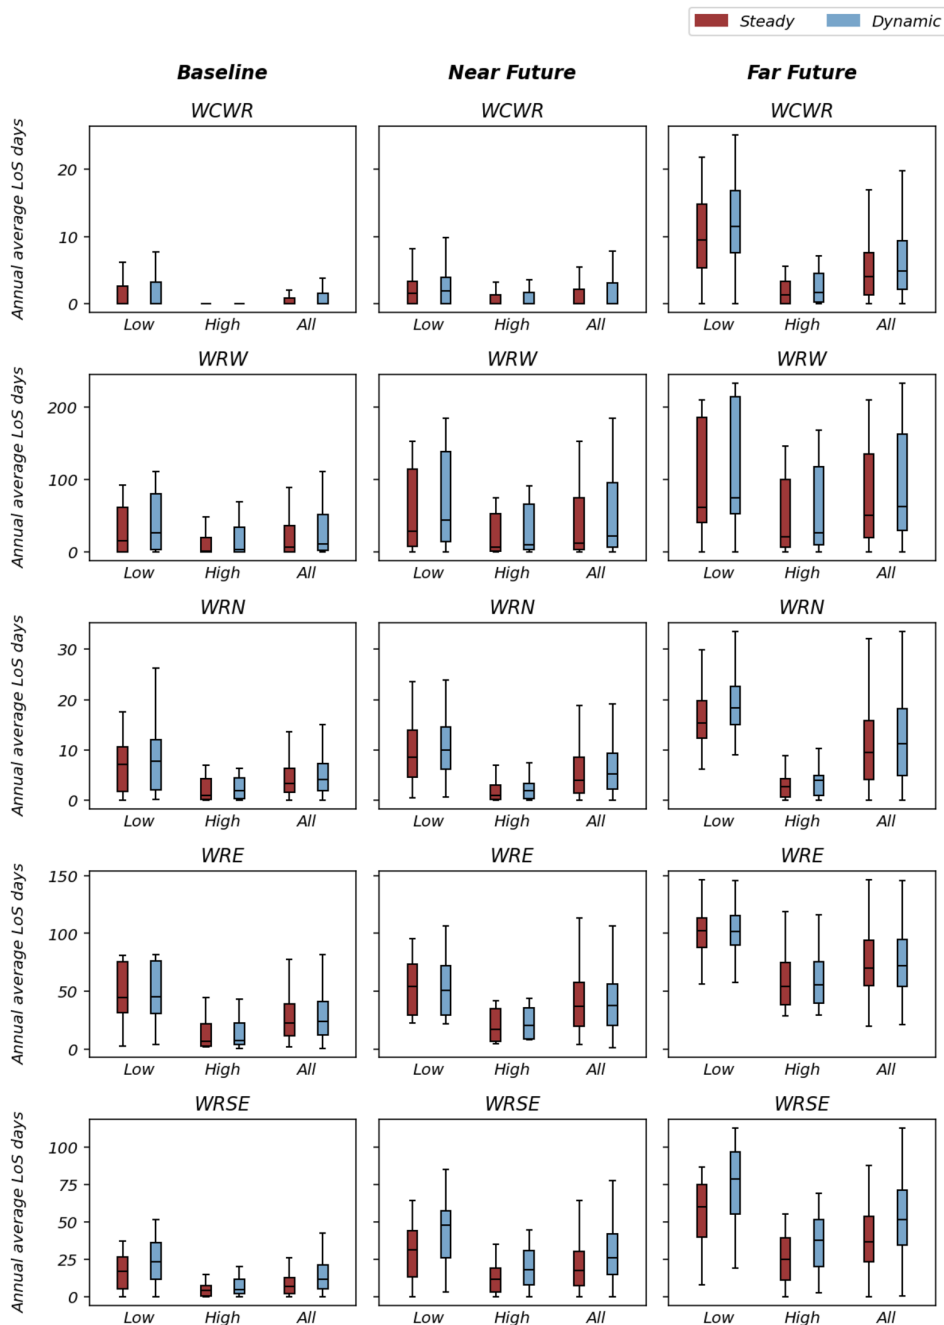 Steady Dynamic
Baseline Near Future Far Future
WCWR WCWR WCWR
Annual average LoS days
20
10
0
Low High All Low High All Low High All
WRW WRW WRW
Annual average LoS days
200
100
0
Low High All Low High All Low High All
WRN WRN WRN
Annual average LoS days
30
20
10
0
Low High All Low High All Low High All
WRE WRE WRE
Annual average LoS days
150
100
50
0
Low High All Low High All Low High All
WRSE WRSE WRSE
Annual average LoS days
100
75
50
25
0
Low High All Low High All Low High All